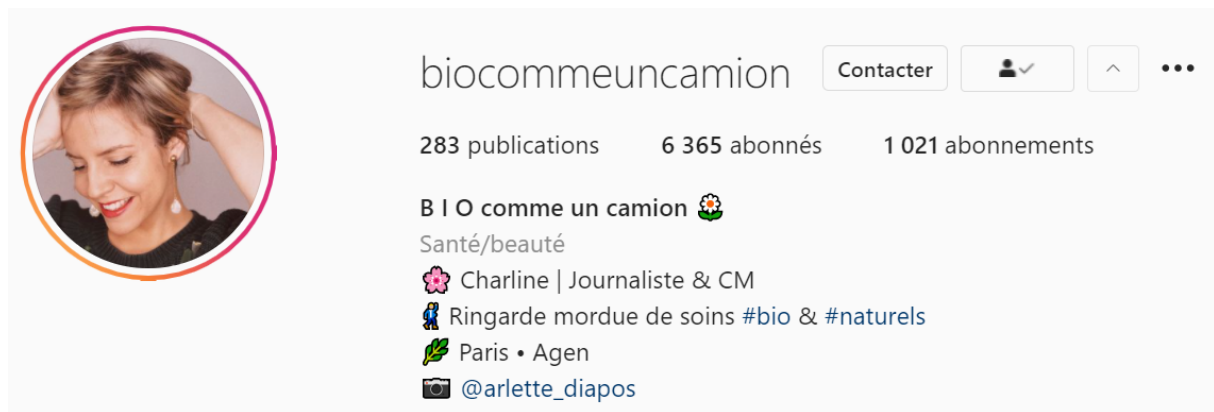 biocommeuncamion Contacter
283 publications 6 365 abonnés 1 021 abonnements
B I O comme un camion 🌼
Santé/beauté
🌸 Charline | Journaliste & CM
🚶 Ringarde mordue de soins #bio & #naturels
🌿 Paris • Agen
📷 @arlette_diapos